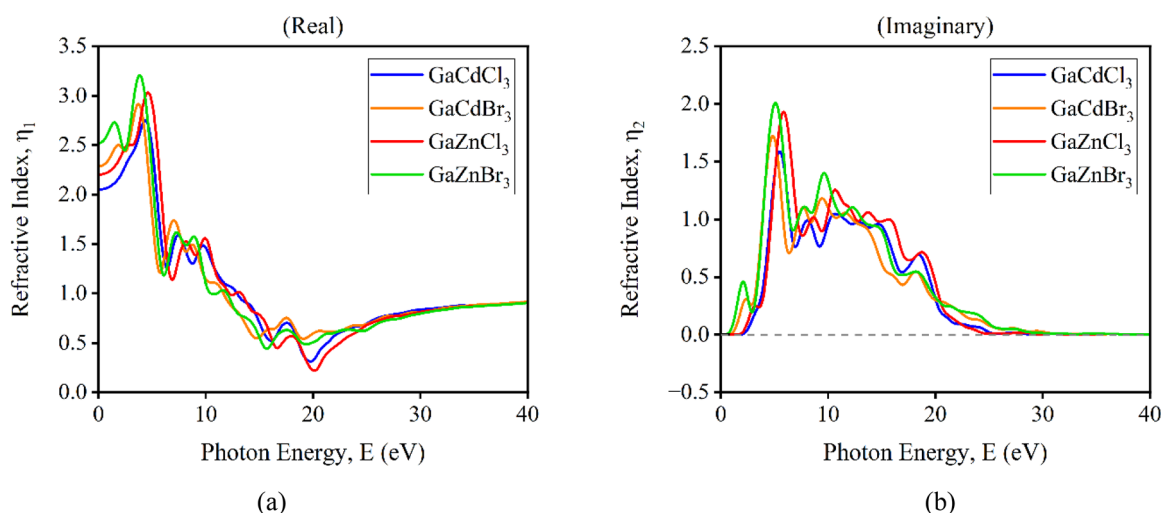 (Real)
3.5
3.0
2.5
2.0
1.5
1.0
0.5
0.0
Refractive Index, η₁
GaCdCl₃
GaCdBr₃
GaZnCl₃
GaZnBr₃
0
10
20
30
40
Photon Energy, E (eV)
(a)
(Imaginary)
2.5
2.0
1.5
1.0
0.5
0.0
−0.5
Refractive Index, η₂
GaCdCl₃
GaCdBr₃
GaZnCl₃
GaZnBr₃
0
10
20
30
40
Photon Energy, E (eV)
(b)